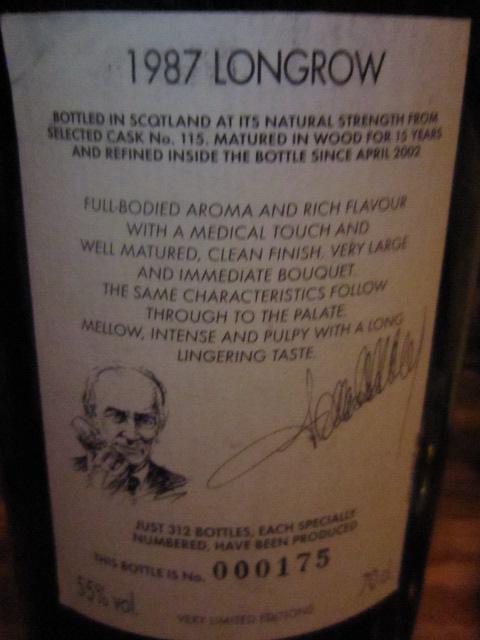 1987 LONGROW
BOTTLED IN SCOTLAND AT ITS NATURAL STRENGTH FROM
SELECTED CASK No. 115. MATURED IN WOOD FOR 15 YEARS
AND REFINED INSIDE THE BOTTLE SINCE APRIL 2002
FULL-BODIED AROMA AND RICH FLAVOUR
WITH A MEDICAL TOUCH AND
WELL MATURED, CLEAN FINISH. VERY LARGE
AND IMMEDIATE BOUQUET.
THE SAME CHARACTERISTICS FOLLOW
THROUGH TO THE PALATE.
MELLOW, INTENSE AND PULPY WITH A LONG
LINGERING TASTE.
JUST 312 BOTTLES, EACH SPECIALLY
NUMBERED, HAVE BEEN PRODUCED
THIS BOTTLE IS No. 000175
55% vol. 70 cl.
VERY LIMITED EDITIONS